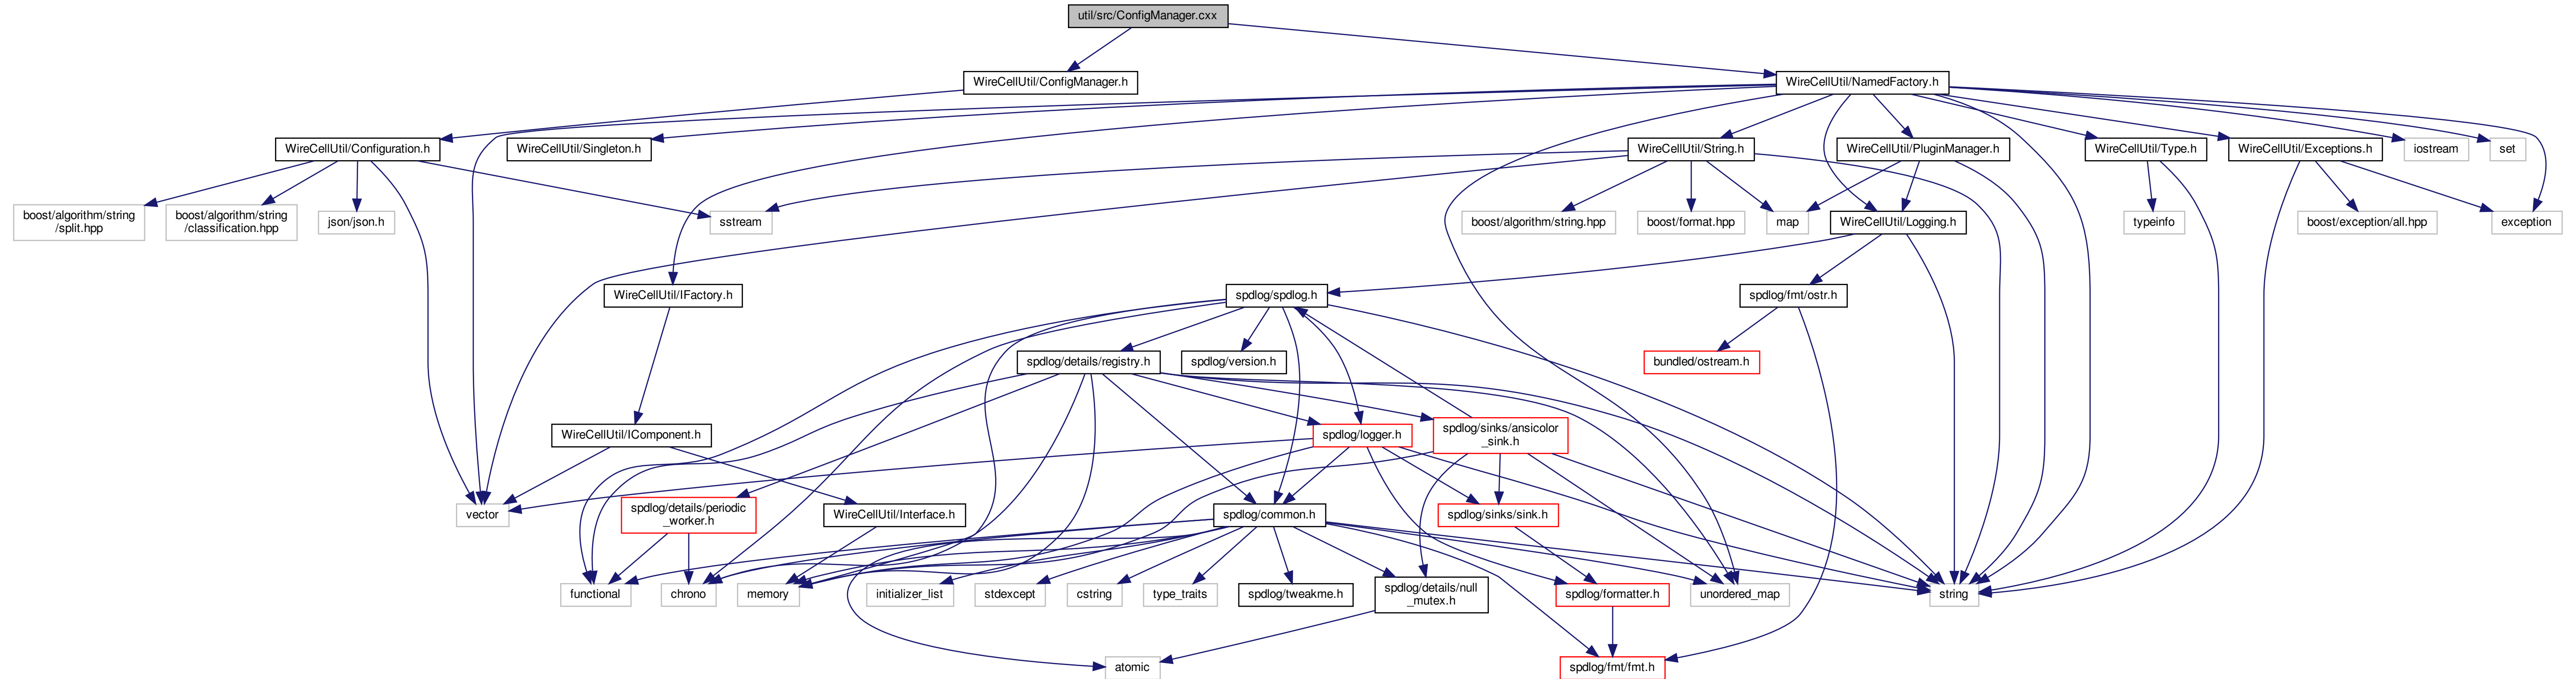 util/src/ConfigManager.cxx
WireCellUtil/ConfigManager.h
WireCellUtil/NamedFactory.h
WireCellUtil/Configuration.h
WireCellUtil/Singleton.h
WireCellUtil/String.h
WireCellUtil/PluginManager.h
WireCellUtil/Type.h
WireCellUtil/Exceptions.h
iostream
set
boost/algorithm/string
/split.hpp
boost/algorithm/string
/classification.hpp
json/json.h
sstream
boost/algorithm/string.hpp
boost/format.hpp
map
WireCellUtil/Logging.h
typeinfo
boost/exception/all.hpp
exception
WireCellUtil/IFactory.h
spdlog/spdlog.h
spdlog/fmt/ostr.h
spdlog/details/registry.h
spdlog/version.h
bundled/ostream.h
WireCellUtil/IComponent.h
spdlog/logger.h
spdlog/sinks/ansicolor
_sink.h
vector
spdlog/details/periodic
_worker.h
WireCellUtil/Interface.h
spdlog/common.h
spdlog/sinks/sink.h
functional
chrono
memory
initializer_list
stdexcept
cstring
type_traits
spdlog/tweakme.h
spdlog/details/null
_mutex.h
spdlog/formatter.h
unordered_map
string
atomic
spdlog/fmt/fmt.h